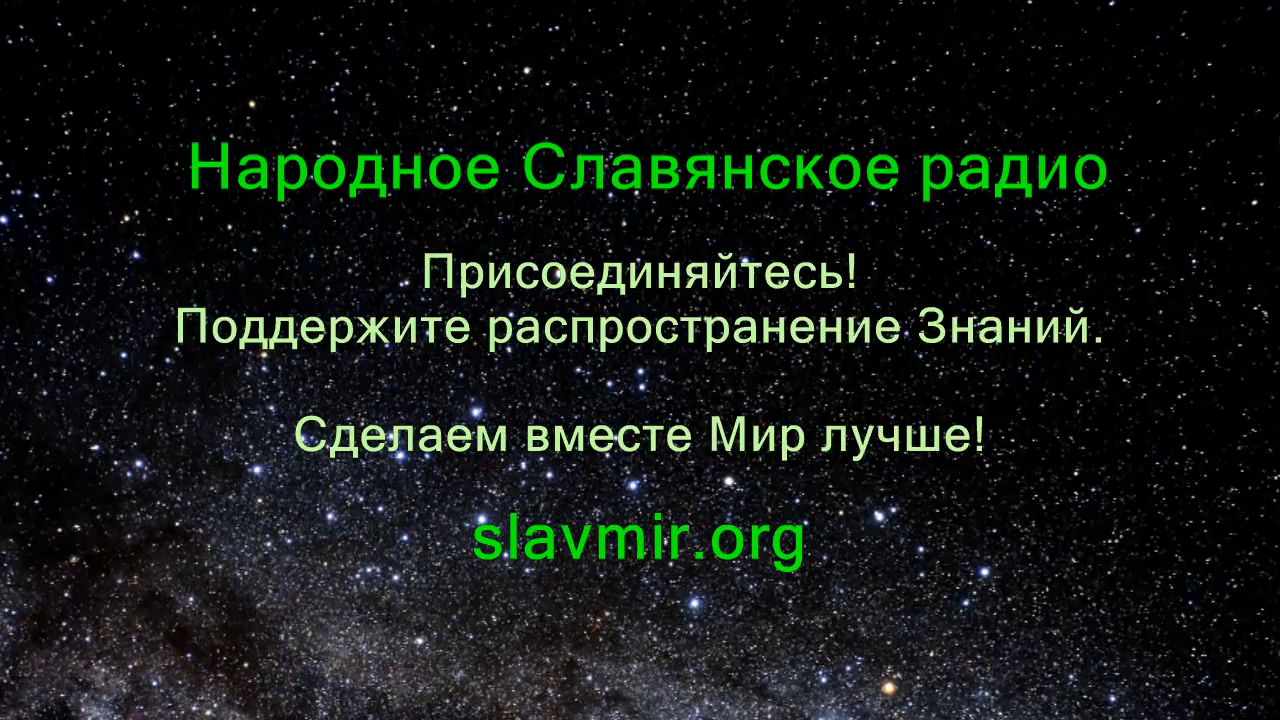 Народное Славянское радио
Присоединяйтесь!
Поддержите распространение Знаний.
Сделаем вместе Мир лучше!
slavmir.org